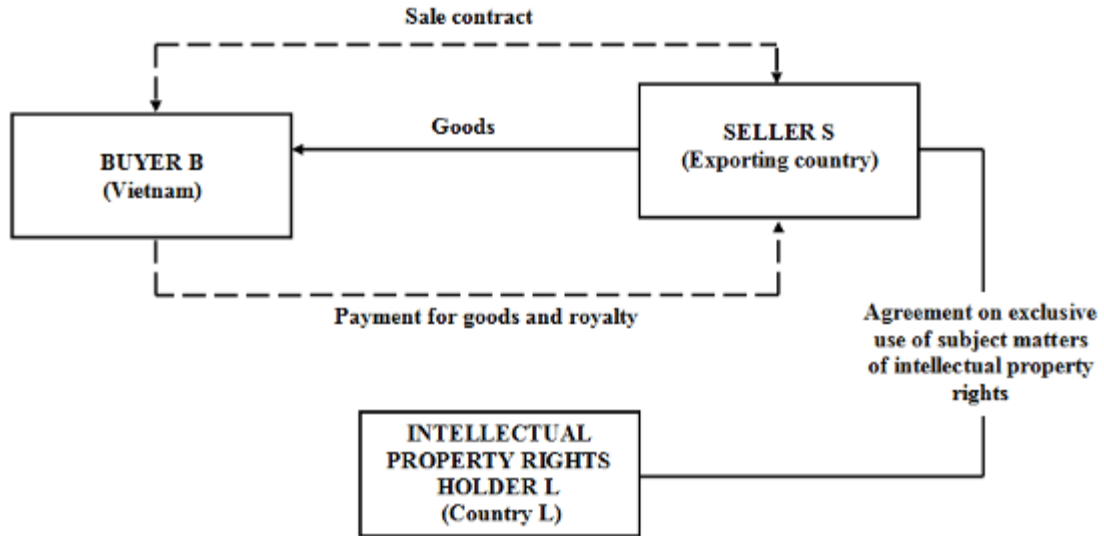 Sale contract
BUYER B
(Vietnam)
Goods
SELLER S
(Exporting country)
Payment for goods and royalty
Agreement on exclusive
use of subject matters
of intellectual property
rights
INTELLECTUAL
PROPERTY RIGHTS
HOLDER L
(Country L)